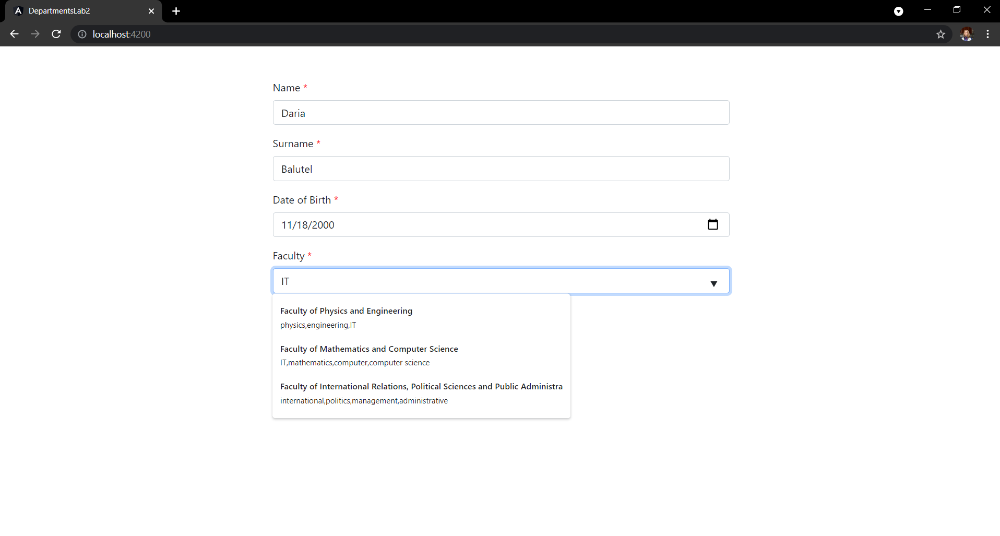 DepartmentsLab2
localhost:4200
Name *
Daria
Surname *
Balutel
Date of Birth *
11/18/2000
Faculty *
IT
Faculty of Physics and Engineering
physics,engineering,IT
Faculty of Mathematics and Computer Science
IT,mathematics,computer,computer science
Faculty of International Relations, Political Sciences and Public Administra
international,politics,management,administrative